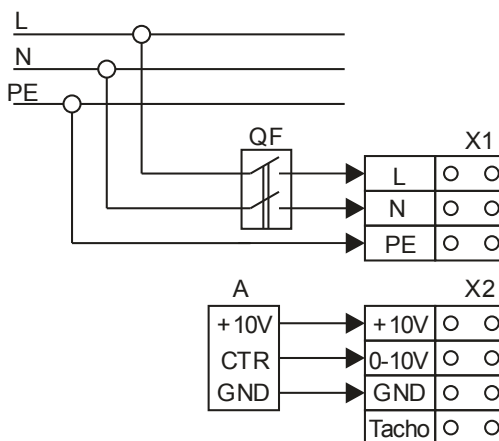 L
N
PE
QF
X1
L
N
PE
A
X2
+10V
+10V
CTR
0-10V
GND
GND
Tacho